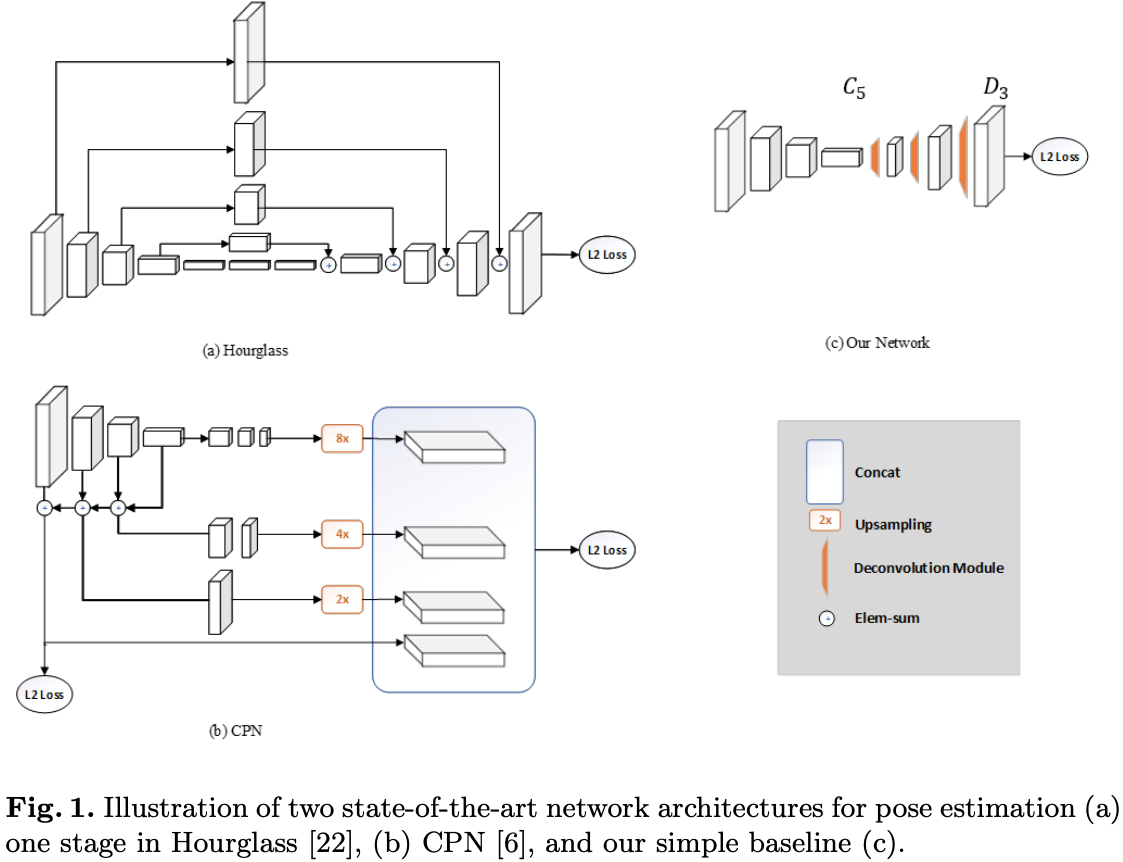 C5
D3
L2 Loss
L2 Loss
(a) Hourglass
(c) Our Network
8x
4x
2x
L2 Loss
L2 Loss
(b) CPN
Concat
2x
Upsampling
Deconvolution Module
Elem-sum
Fig. 1. Illustration of two state-of-the-art network architectures for pose estimation (a)
one stage in Hourglass [22], (b) CPN [6], and our simple baseline (c).